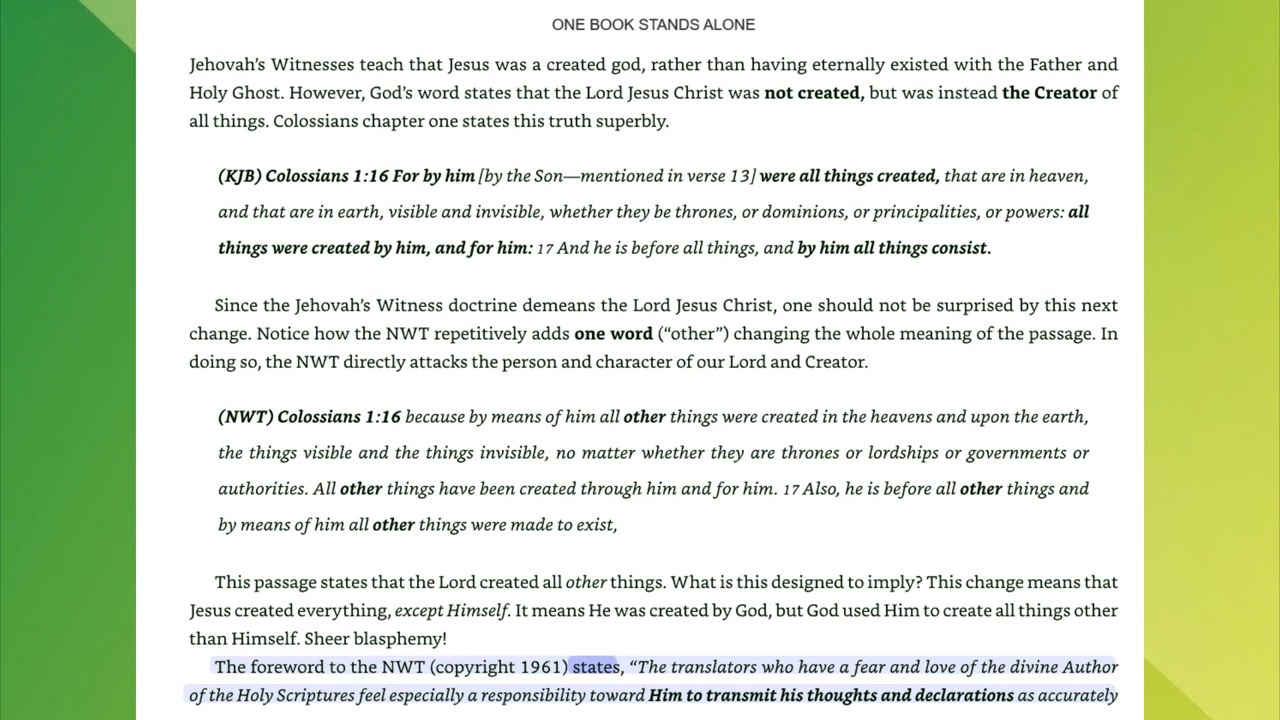 ONE BOOK STANDS ALONE
Jehovah’s Witnesses teach that Jesus was a created god, rather than having eternally existed with the Father and
Holy Ghost. However, God’s word states that the Lord Jesus Christ was not created, but was instead the Creator of
all things. Colossians chapter one states this truth superbly.
(KJB) Colossians 1:16 For by him [by the Son—mentioned in verse 13] were all things created, that are in heaven,
and that are in earth, visible and invisible, whether they be thrones, or dominions, or principalities, or powers: all
things were created by him, and for him: 17 And he is before all things, and by him all things consist.
Since the Jehovah’s Witness doctrine demeans the Lord Jesus Christ, one should not be surprised by this next
change. Notice how the NWT repetitively adds one word (“other”) changing the whole meaning of the passage. In
doing so, the NWT directly attacks the person and character of our Lord and Creator.
(NWT) Colossians 1:16 because by means of him all other things were created in the heavens and upon the earth,
the things visible and the things invisible, no matter whether they are thrones or lordships or governments or
authorities. All other things have been created through him and for him. 17 Also, he is before all other things and
by means of him all other things were made to exist,
This passage states that the Lord created all other things. What is this designed to imply? This change means that
Jesus created everything, except Himself. It means He was created by God, but God used Him to create all things other
than Himself. Sheer blasphemy!
The foreword to the NWT (copyright 1961) states, “The translators who have a fear and love of the divine Author
of the Holy Scriptures feel especially a responsibility toward Him to transmit his thoughts and declarations as accurately